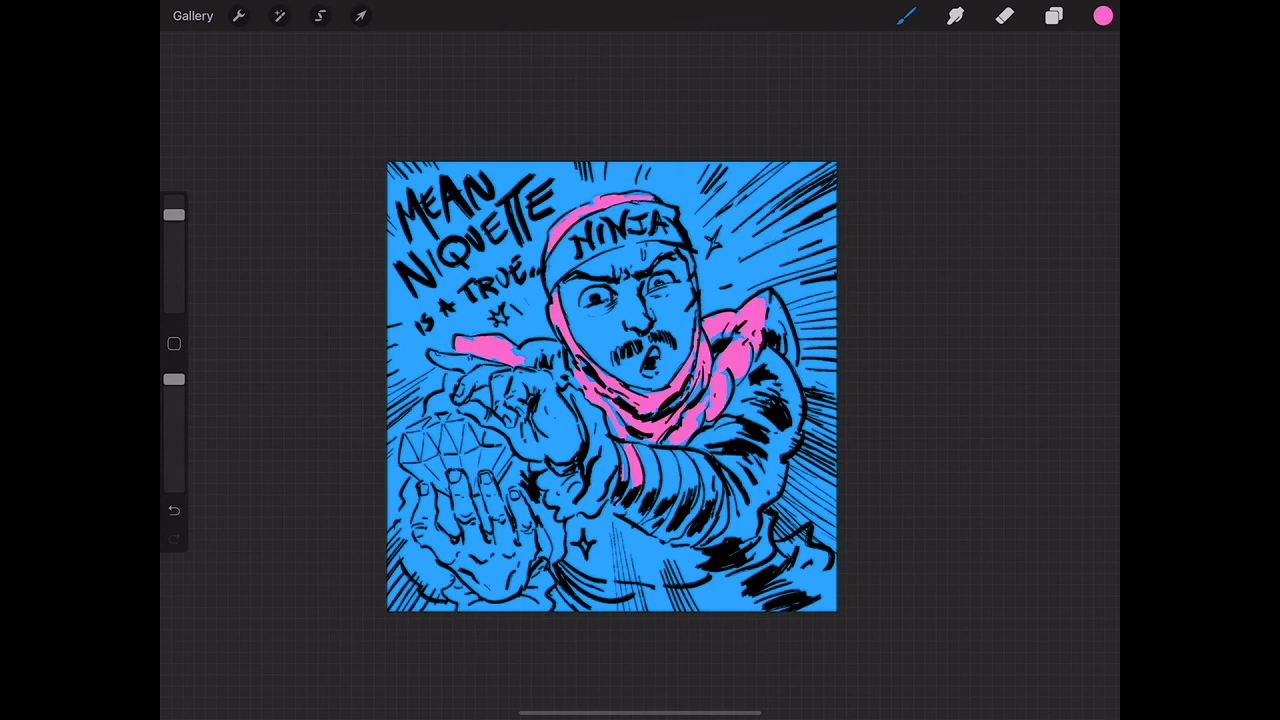 Gallery
MEAN
NIQUETTE
IS A TRUE...
NINJA